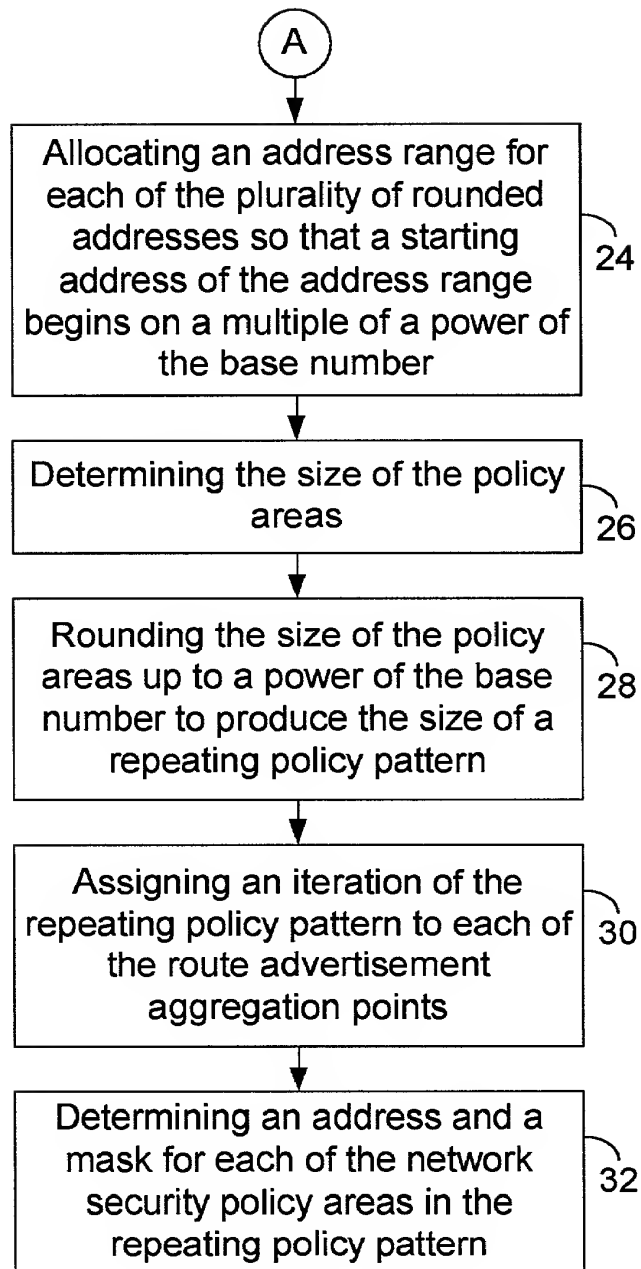 A
Allocating an address range for
each of the plurality of rounded
addresses so that a starting
address of the address range
begins on a multiple of a power of
the base number
24
Determining the size of the policy
areas
26
Rounding the size of the policy
areas up to a power of the base
number to produce the size of a
repeating policy pattern
28
Assigning an iteration of the
repeating policy pattern to each of
the route advertisement
aggregation points
30
Determining an address and a
mask for each of the network
security policy areas in the
repeating policy pattern
32